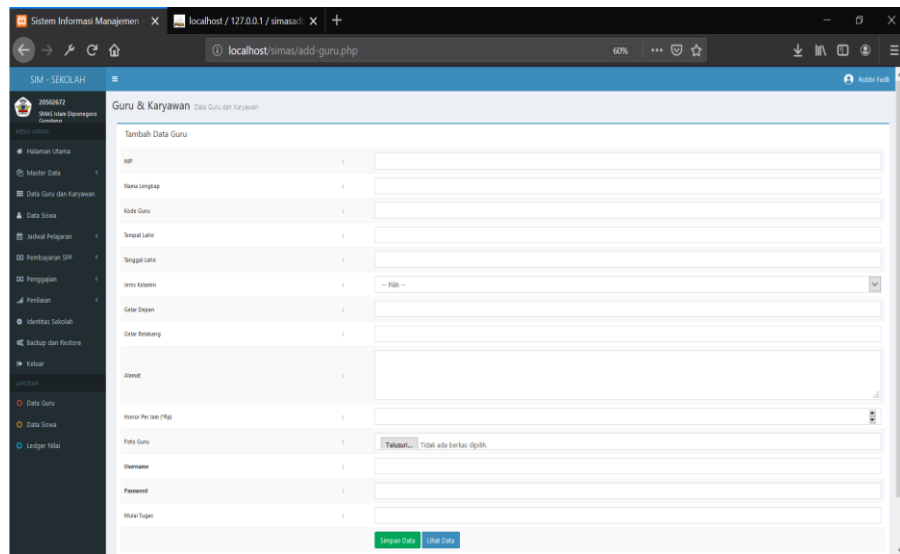 Sistem Informasi Manajemen
localhost / 127.0.0.1 / simasadi
localhost/simas/add-guru.php
60%
SIM - SEKOLAH
Robbi Fadli
20502672
SMAS Islam Diponegoro
Guru & Karyawan Data Guru dan Karyawan
MENU UTAMA
Halaman Utama
Master Data
Data Guru dan Karyawan
Data Siswa
Jadwal Pelajaran
Pembayaran SPP
Penggajian
Penilaian
Identitas Sekolah
Backup dan Restore
Keluar
LAPORAN
Data Guru
Data Siswa
Ledger Nilai
Tambah Data Guru
NIP :
Nama Lengkap :
Kode Guru :
Tempat Lahir :
Tanggal Lahir :
Jenis Kelamin : -- Pilih --
Gelar Depan :
Gelar Belakang :
Alamat :
Honor Per Jam (*Rp) :
Foto Guru : Telusuri... Tidak ada berkas dipilih.
Username :
Password :
Mulai Tugas :
Simpan Data Lihat Data